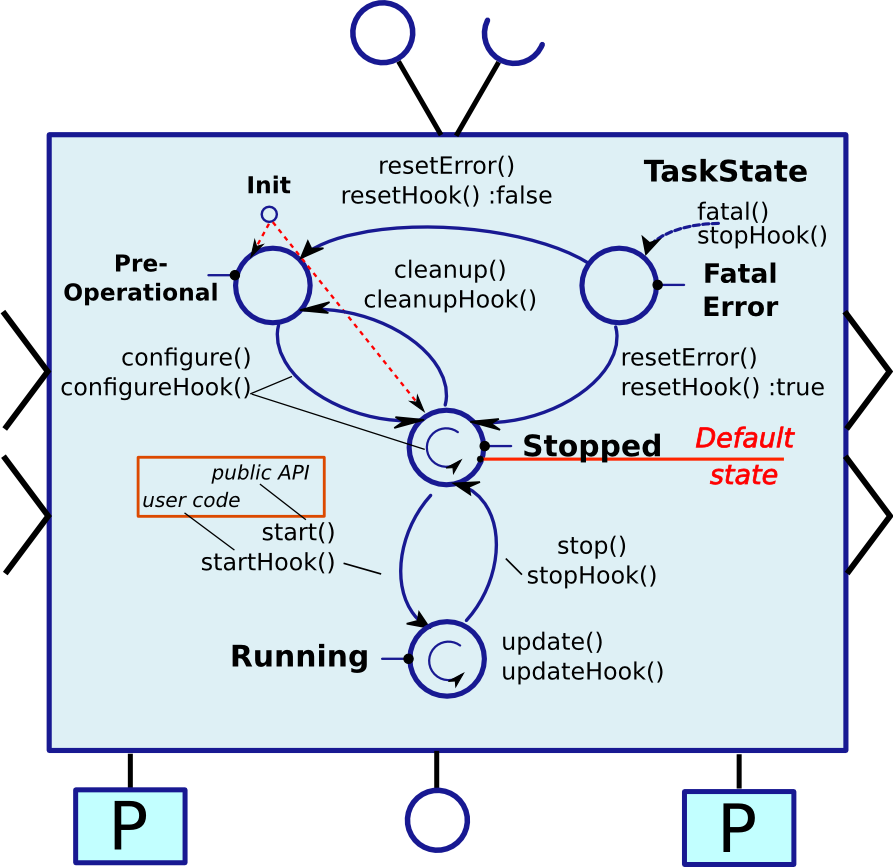 resetError()
resetHook() :false
TaskState
Init
fatal()
stopHook()
Pre-
Operational
cleanup()
cleanupHook()
Fatal
Error
configure()
configureHook()
resetError()
resetHook() :true
Stopped
Default
state
public API
user code
start()
startHook()
stop()
stopHook()
Running
update()
updateHook()
P
P